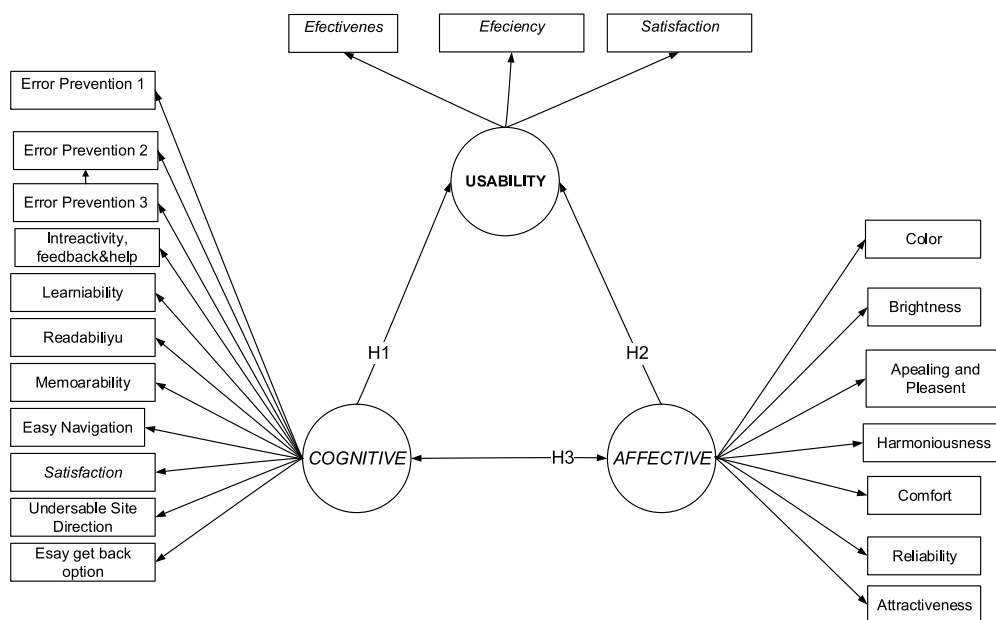 Efectivenes
Efeciency
Satisfaction
Error Prevention 1
Error Prevention 2
Error Prevention 3
Intreactivity,
feedback&help
Learniability
Readabiliyu
Memoarability
Easy Navigation
Satisfaction
Undersable Site
Direction
Esay get back
option
USABILITY
H1
H2
COGNITIVE
H3
AFFECTIVE
Color
Brightness
Apealing and
Pleasent
Harmoniousness
Comfort
Reliability
Attractiveness